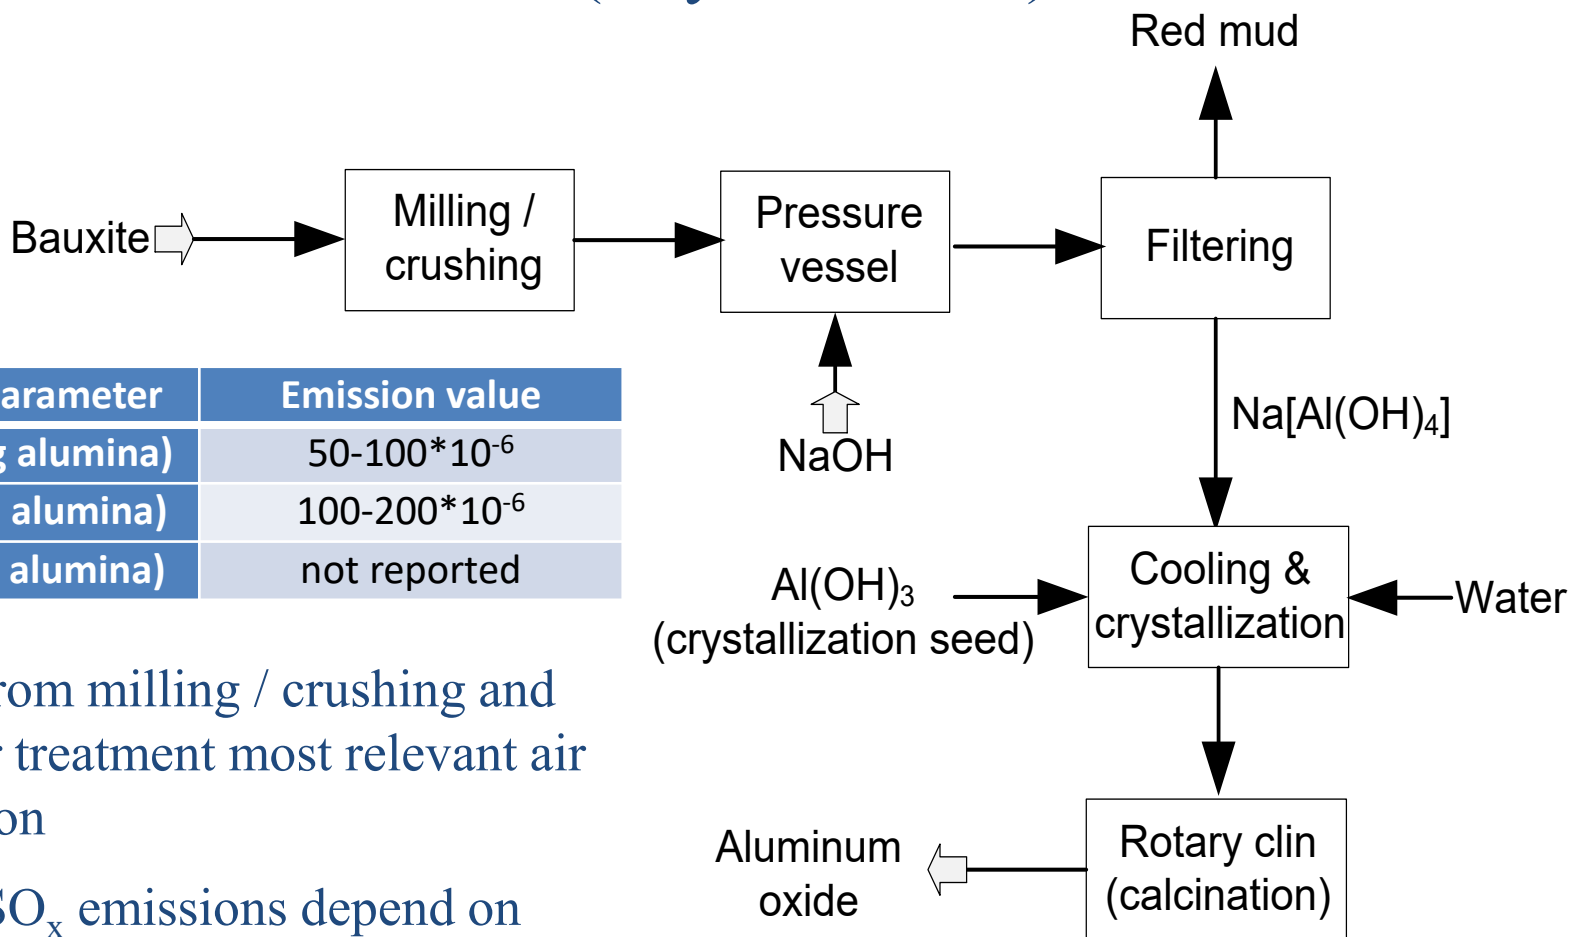 Red mud
Bauxite
Milling /
crushing
Pressure
vessel
Filtering
NaOH
Na[Al(OH)₄]
arameter Emission value
g alumina) 50-100*10⁻⁶
alumina) 100-200*10⁻⁶
alumina) not reported
Al(OH)₃
(crystallization seed)
Cooling &
crystallization
Water
rom milling / crushing and
r treatment most relevant air
on
SOₓ emissions depend on
Aluminum
oxide
Rotary clin
(calcination)